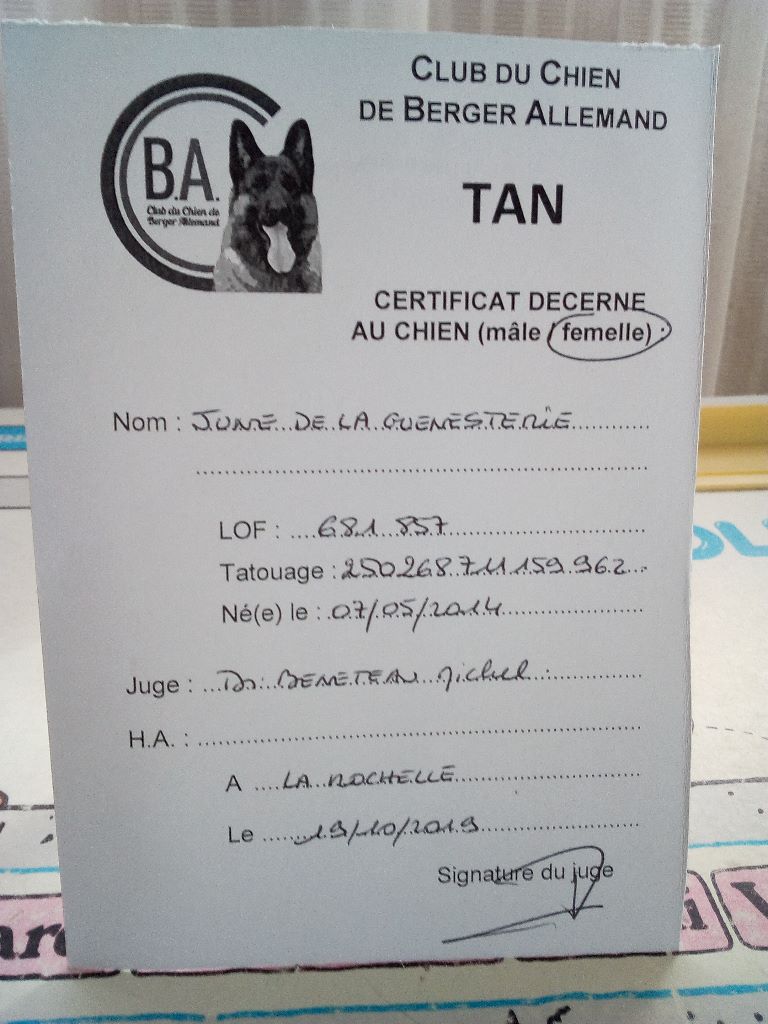 CLUB DU CHIEN
DE BERGER ALLEMAND
B.A.
Club du Chien de
Berger Allemand
TAN
CERTIFICAT DECERNE
AU CHIEN (mâle / femelle) :
Nom : JUNE DE LA GUENESTERIE
LOF : 681 857
Tatouage : 250268711159962
Né(e) le : 07/05/2014
Juge : Dr. BENETEAU Michel
H.A. :
A LA ROCHELLE
Le 19/10/2019
Signature du juge